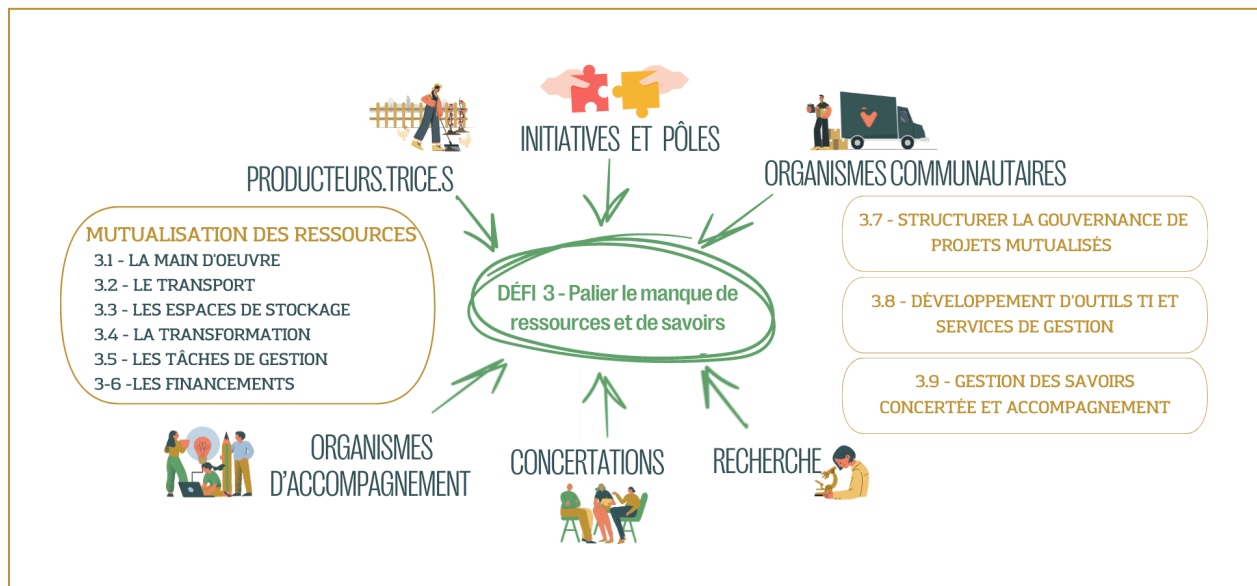 INITIATIVES ET PÔLES
PRODUCTEURS.TRICE.S
ORGANISMES COMMUNAUTAIRES
MUTUALISATION DES RESSOURCES
3.1 - LA MAIN D'OEUVRE
3.2 - LE TRANSPORT
3.3 - LES ESPACES DE STOCKAGE
3.4 - LA TRANSFORMATION
3.5 - LES TÂCHES DE GESTION
3-6 -LES FINANCEMENTS
DÉFI 3 - Palier le manque de
ressources et de savoirs
3.7 - STRUCTURER LA GOUVERNANCE DE
PROJETS MUTUALISÉS
3.8 - DÉVELOPPEMENT D'OUTILS TI ET
SERVICES DE GESTION
3.9 - GESTION DES SAVOIRS
CONCERTÉE ET ACCOMPAGNEMENT
ORGANISMES
D'ACCOMPAGNEMENT
CONCERTATIONS
RECHERCHE